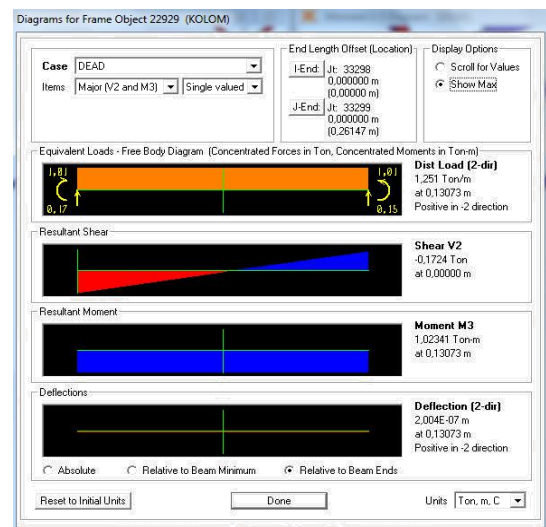 Diagrams for Frame Object 22929 (KOLOM)
End Length Offset (Location)
Display Options
Case DEAD
Items Major (V2 and M3) Single valued
I-End: Jt: 33298
0,000000 m
(0,00000 m)
J-End: Jt: 33299
0,000000 m
(0,26147 m)
Scroll for Values
Show Max
Equivalent Loads - Free Body Diagram (Concentrated Forces in Ton, Concentrated Moments in Ton-m)
1,01
0,17
1,01
0,15
Dist Load (2-dir)
1,251 Ton/m
at 0,13073 m
Positive in -2 direction
Resultant Shear
Shear V2
-0,1724 Ton
at 0,00000 m
Resultant Moment
Moment M3
1,02341 Ton-m
at 0,13073 m
Deflections
Deflection (2-dir)
2,004E-07 m
at 0,13073 m
Positive in -2 direction
Absolute Relative to Beam Minimum Relative to Beam Ends
Reset to Initial Units Done Units Ton, m, C